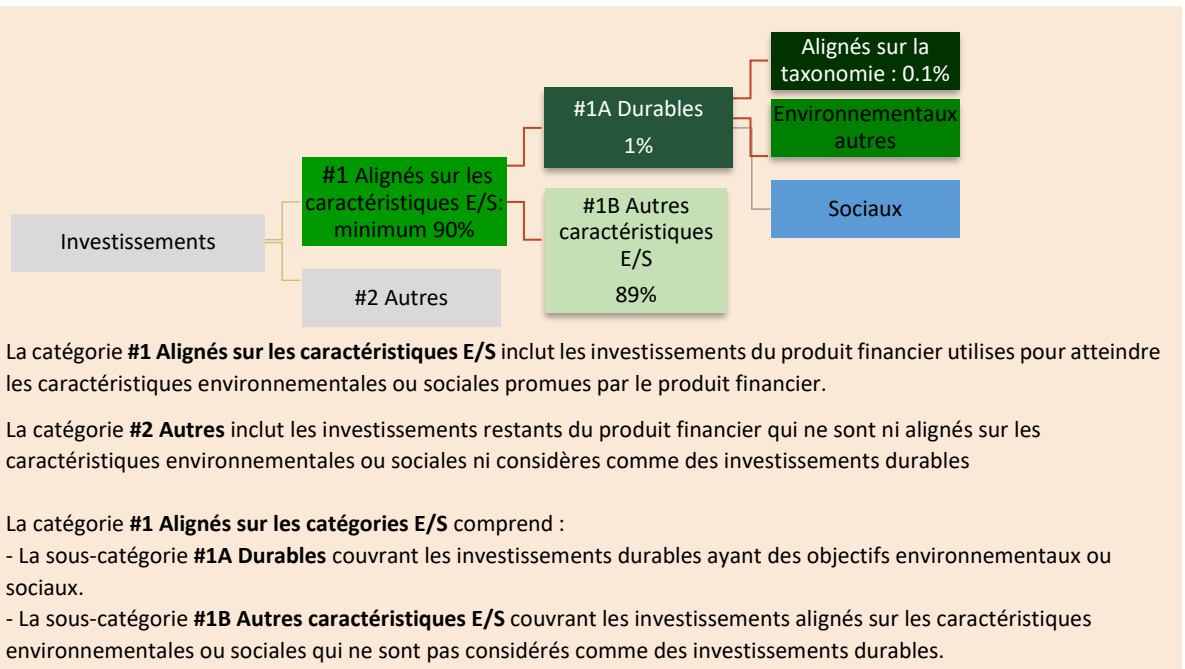 Alignés sur la
taxonomie : 0.1%
#1A Durables
1%
Environnementaux
autres
#1 Alignés sur les
caractéristiques E/S:
minimum 90%
#1B Autres
caractéristiques
E/S
89%
Sociaux
Investissements
#2 Autres
La catégorie #1 Alignés sur les caractéristiques E/S inclut les investissements du produit financier utilises pour atteindre
les caractéristiques environnementales ou sociales promues par le produit financier.
La catégorie #2 Autres inclut les investissements restants du produit financier qui ne sont ni alignés sur les
caractéristiques environnementales ou sociales ni considères comme des investissements durables
La catégorie #1 Alignés sur les catégories E/S comprend :
- La sous-catégorie #1A Durables couvrant les investissements durables ayant des objectifs environnementaux ou
sociaux.
- La sous-catégorie #1B Autres caractéristiques E/S couvrant les investissements alignés sur les caractéristiques
environnementales ou sociales qui ne sont pas considérés comme des investissements durables.